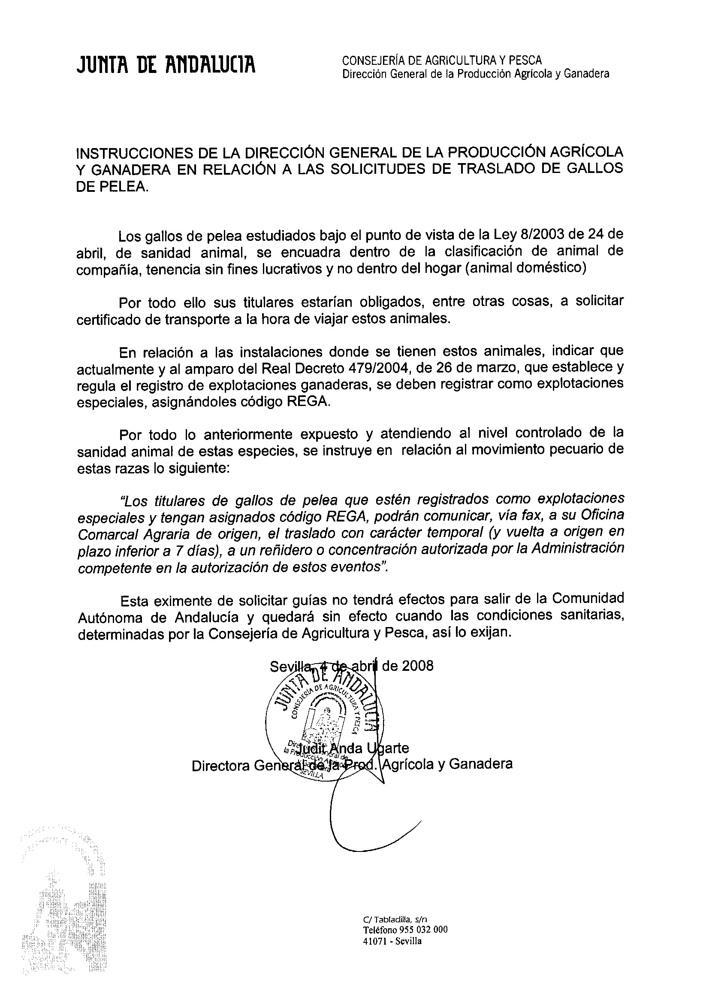 JUNTA DE ANDALUCIA
CONSEJERÍA DE AGRICULTURA Y PESCA
Dirección General de la Producción Agrícola y Ganadera
INSTRUCCIONES DE LA DIRECCIÓN GENERAL DE LA PRODUCCIÓN AGRÍCOLA
Y GANADERA EN RELACIÓN A LAS SOLICITUDES DE TRASLADO DE GALLOS
DE PELEA.
Los gallos de pelea estudiados bajo el punto de vista de la Ley 8/2003 de 24 de
abril, de sanidad animal, se encuadra dentro de la clasificación de animal de
compañía, tenencia sin fines lucrativos y no dentro del hogar (animal doméstico)
Por todo ello sus titulares estarían obligados, entre otras cosas, a solicitar
certificado de transporte a la hora de viajar estos animales.
En relación a las instalaciones donde se tienen estos animales, indicar que
actualmente y al amparo del Real Decreto 479/2004, de 26 de marzo, que establece y
regula el registro de explotaciones ganaderas, se deben registrar como explotaciones
especiales, asignándoles código REGA.
Por todo lo anteriormente expuesto y atendiendo al nivel controlado de la
sanidad animal de estas especies, se instruye en relación al movimiento pecuario de
estas razas lo siguiente:
“Los titulares de gallos de pelea que estén registrados como explotaciones
especiales y tengan asignados código REGA, podrán comunicar, vía fax, a su Oficina
Comarcal Agraria de origen, el traslado con carácter temporal (y vuelta a origen en
plazo inferior a 7 días), a un reñidero o concentración autorizada por la Administración
competente en la autorización de estos eventos”.
Esta eximente de solicitar guías no tendrá efectos para salir de la Comunidad
Autónoma de Andalucía y quedará sin efecto cuando las condiciones sanitarias,
determinadas por la Consejería de Agricultura y Pesca, así lo exijan.
Sevilla, 4 de abril de 2008
JUNTA DE ANDALUCIA
CONSEJERÍA DE AGRICULTURA Y PESCA
Judit Anda Ugarte
Directora General de la Prod. Agrícola y Ganadera
SEVILLA
C/ Tabladilla, s/n
Teléfono 955 032 000
41071 - Sevilla